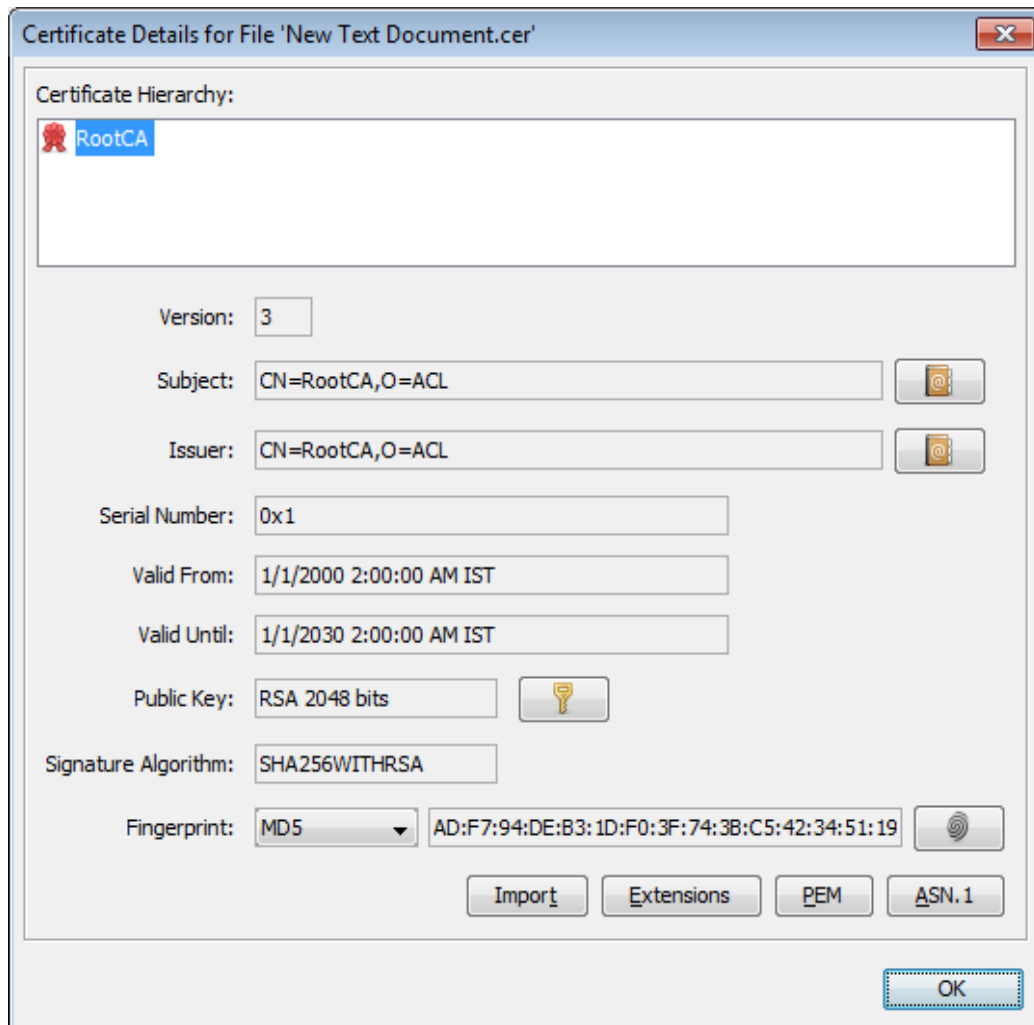 Certificate Details for File 'New Text Document.cer'
Certificate Hierarchy:
RootCA
Version: 3
Subject: CN=RootCA,O=ACL
Issuer: CN=RootCA,O=ACL
Serial Number: 0x1
Valid From: 1/1/2000 2:00:00 AM IST
Valid Until: 1/1/2030 2:00:00 AM IST
Public Key: RSA 2048 bits
Signature Algorithm: SHA256WITHRSA
Fingerprint: MD5 AD:F7:94:DE:B3:1D:F0:3F:74:3B:C5:42:34:51:19
Import Extensions PEM ASN.1
OK